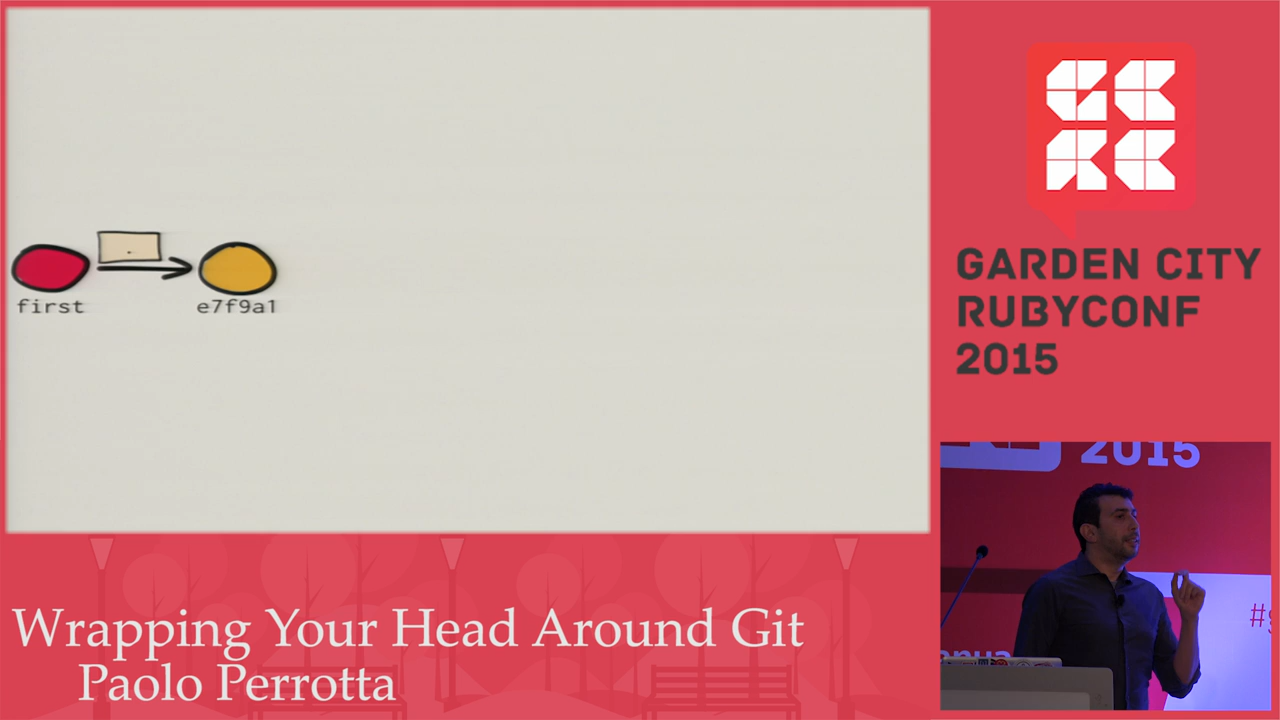 first
e7f9a1
GARDEN CITY
RUBYCONF
2015
2015
Wrapping Your Head Around Git
Paolo Perrotta